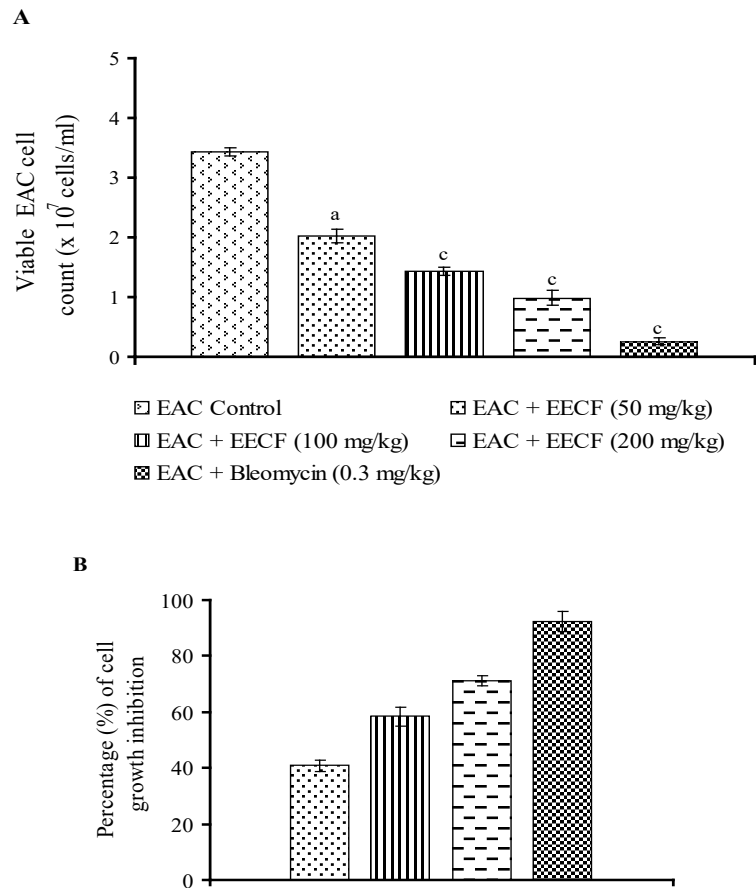 A
5
4
3
2
1
0
Viable EAC cell
count (x 10⁷ cells/ml)
a
c
c
c
EAC Control
EAC + EECF (50 mg/kg)
EAC + EECF (100 mg/kg)
EAC + EECF (200 mg/kg)
EAC + Bleomycin (0.3 mg/kg)
B
100
80
60
40
20
0
Percentage (%) of cell
growth inhibition